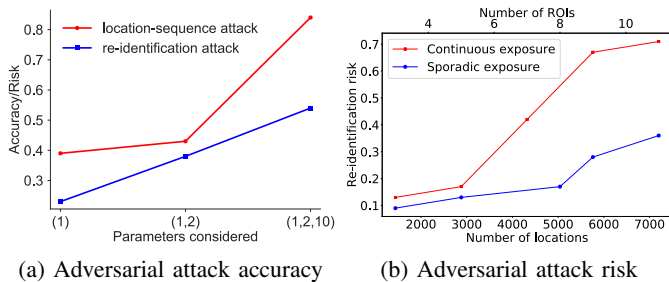 0.8
0.7
0.6
0.5
0.4
0.3
Accuracy/Risk
location-sequence attack
re-identification attack
(1)
(1,2)
(1,2,10)
Parameters considered
(a) Adversarial attack accuracy
Number of ROIs
4
6
8
10
0.7
0.6
0.5
0.4
0.3
0.2
0.1
Re-identification risk
Continuous exposure
Sporadic exposure
2000
3000
4000
5000
6000
7000
Number of locations
(b) Adversarial attack risk